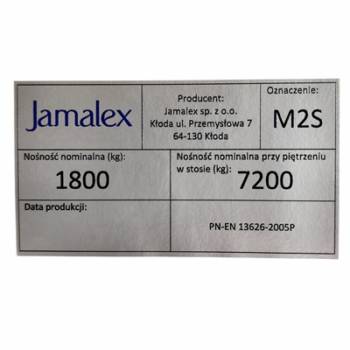 Jamalex
Producent:
Jamalex sp. z o.o.
Kłoda ul. Przemysłowa 7
64-130 Kłoda
Oznaczenie:
M2S
Nośność nominalna (kg):
1800
Nośność nominalna przy piętrzeniu
w stosie (kg):
7200
Data produkcji:
PN-EN 13626-2005P